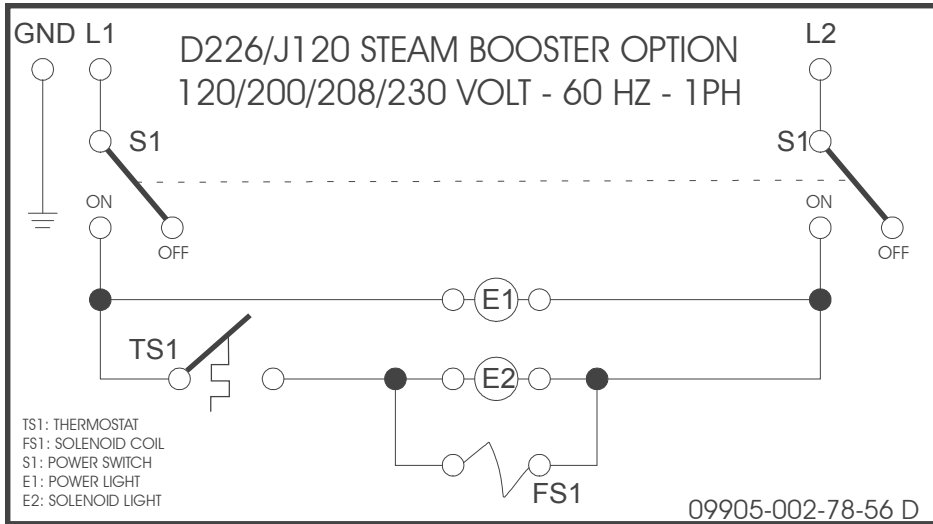 GND L1
L2
D226/J120 STEAM BOOSTER OPTION
120/200/208/230 VOLT - 60 HZ - 1PH
S1
S1
ON
OFF
ON
OFF
E1
TS1
E2
FS1
TS1: THERMOSTAT
FS1: SOLENOID COIL
S1: POWER SWITCH
E1: POWER LIGHT
E2: SOLENOID LIGHT
09905-002-78-56 D